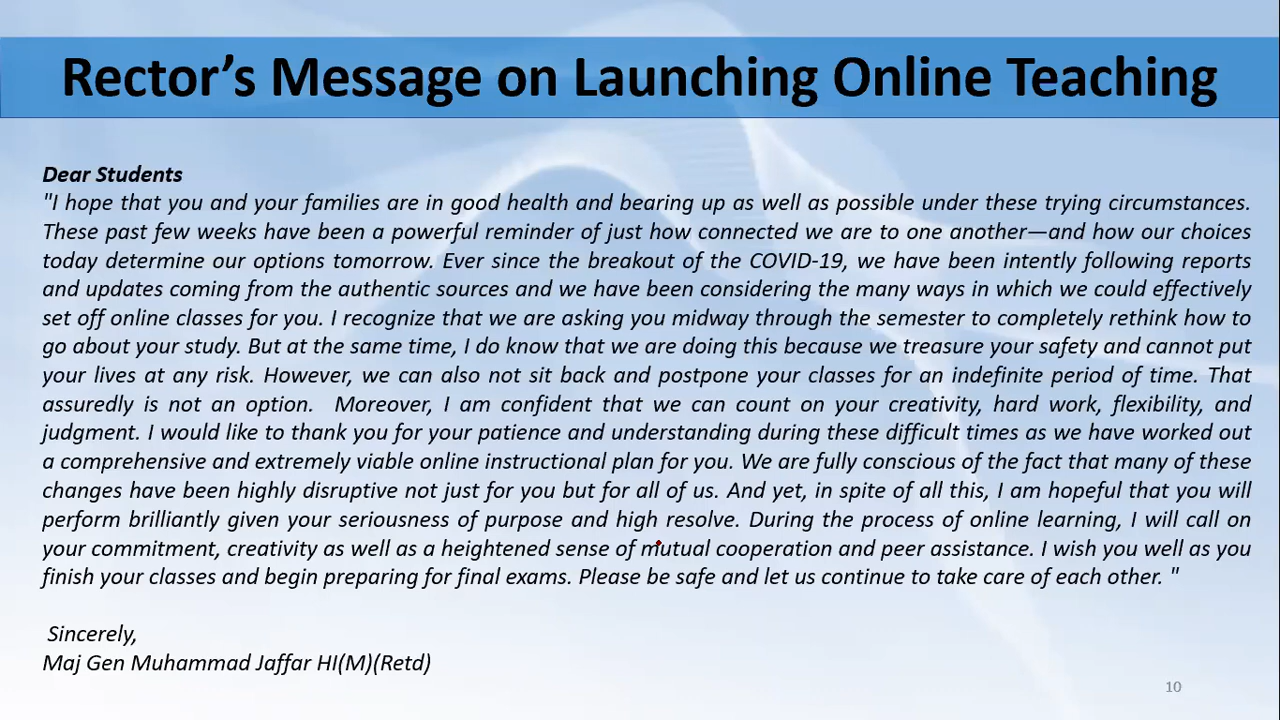 Rector's Message on Launching Online Teaching
Dear Students
"I hope that you and your families are in good health and bearing up as well as possible under these trying circumstances.
These past few weeks have been a powerful reminder of just how connected we are to one another—and how our choices
today determine our options tomorrow. Ever since the breakout of the COVID-19, we have been intently following reports
and updates coming from the authentic sources and we have been considering the many ways in which we could effectively
set off online classes for you. I recognize that we are asking you midway through the semester to completely rethink how to
go about your study. But at the same time, I do know that we are doing this because we treasure your safety and cannot put
your lives at any risk. However, we can also not sit back and postpone your classes for an indefinite period of time. That
assuredly is not an option.  Moreover, I am confident that we can count on your creativity, hard work, flexibility, and
judgment. I would like to thank you for your patience and understanding during these difficult times as we have worked out
a comprehensive and extremely viable online instructional plan for you. We are fully conscious of the fact that many of these
changes have been highly disruptive not just for you but for all of us. And yet, in spite of all this, I am hopeful that you will
perform brilliantly given your seriousness of purpose and high resolve. During the process of online learning, I will call on
your commitment, creativity as well as a heightened sense of mutual cooperation and peer assistance. I wish you well as you
finish your classes and begin preparing for final exams. Please be safe and let us continue to take care of each other. "
Sincerely,
Maj Gen Muhammad Jaffar HI(M)(Retd)
10